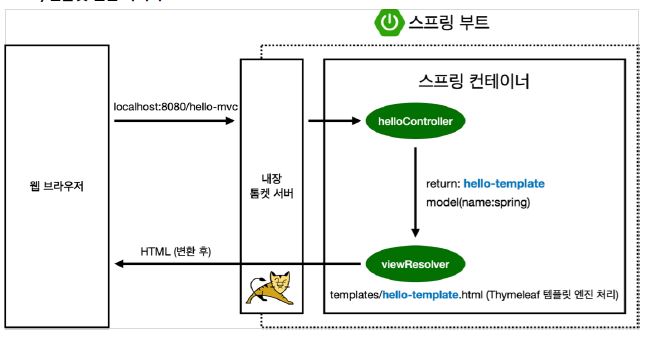 스프링 부트
스프링 컨테이너
localhost:8080/hello-mvc
helloController
웹 브라우저
내장
톰켓 서버
return: hello-template
model(name:spring)
HTML (변환 후)
viewResolver
templates/hello-template.html (Thymeleaf 템플릿 엔진 처리)